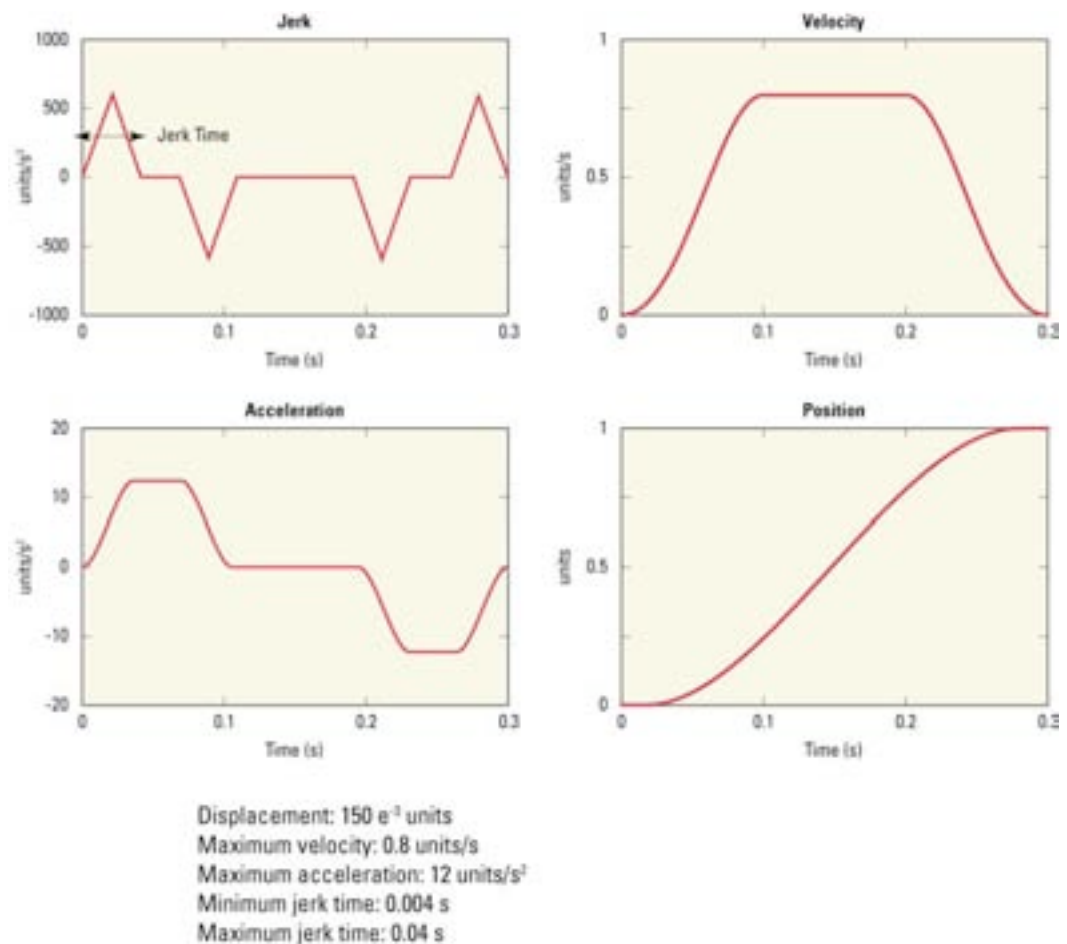 Jerk
1000
500
0
-500
-1000
units/s³
Jerk Time
0
0.1
0.2
0.3
Time (s)
Velocity
1
0.5
0
units/s
0
0.1
0.2
0.3
Time (s)
Acceleration
20
10
0
-10
-20
units/s²
0
0.1
0.2
0.3
Time (s)
Position
1
0.5
0
units
0
0.1
0.2
0.3
Time (s)
Displacement: 150 e⁻³ units
Maximum velocity: 0.8 units/s
Maximum acceleration: 12 units/s²
Minimum jerk time: 0.004 s
Maximum jerk time: 0.04 s